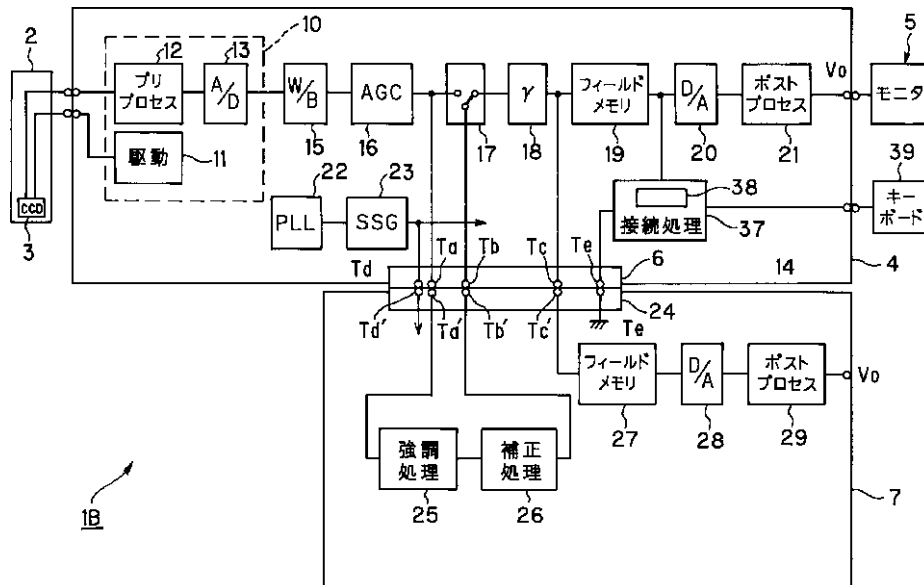 10
2
12
13
5
プリ
プロセス
A/D
W/B
AGC
γ
フィールド
メモリ
D/A
ポスト
プロセス
Vo
モニタ
駆動
11
15
16
17
18
19
20
21
39
CCD
3
22
23
PLL
SSG
38
接続処理
37
キー
ボード
Td
Ta
Tb
Tc
Te
6
14
4
24
Td'
Ta'
Tb'
Tc'
Te
フィールド
メモリ
D/A
ポスト
プロセス
Vo
27
28
29
強調
処理
補正
処理
25
26
7
1B